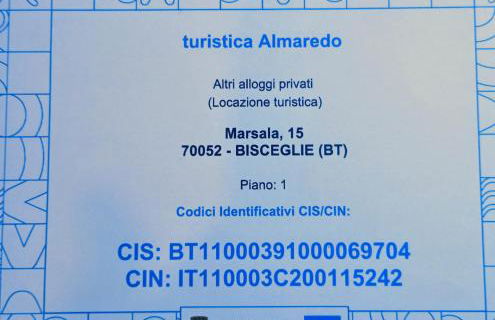 turistica Almaredo
Altri alloggi privati
(Locazione turistica)
Marsala, 15
70052 - BISCEGLIE (BT)
Piano: 1
Codici Identificativi CIS/CIN:
CIS: BT11000391000069704
CIN: IT110003C200115242